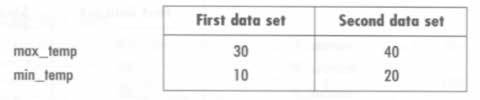 First data set Second data set
max_temp 30 40
min_temp 10 20